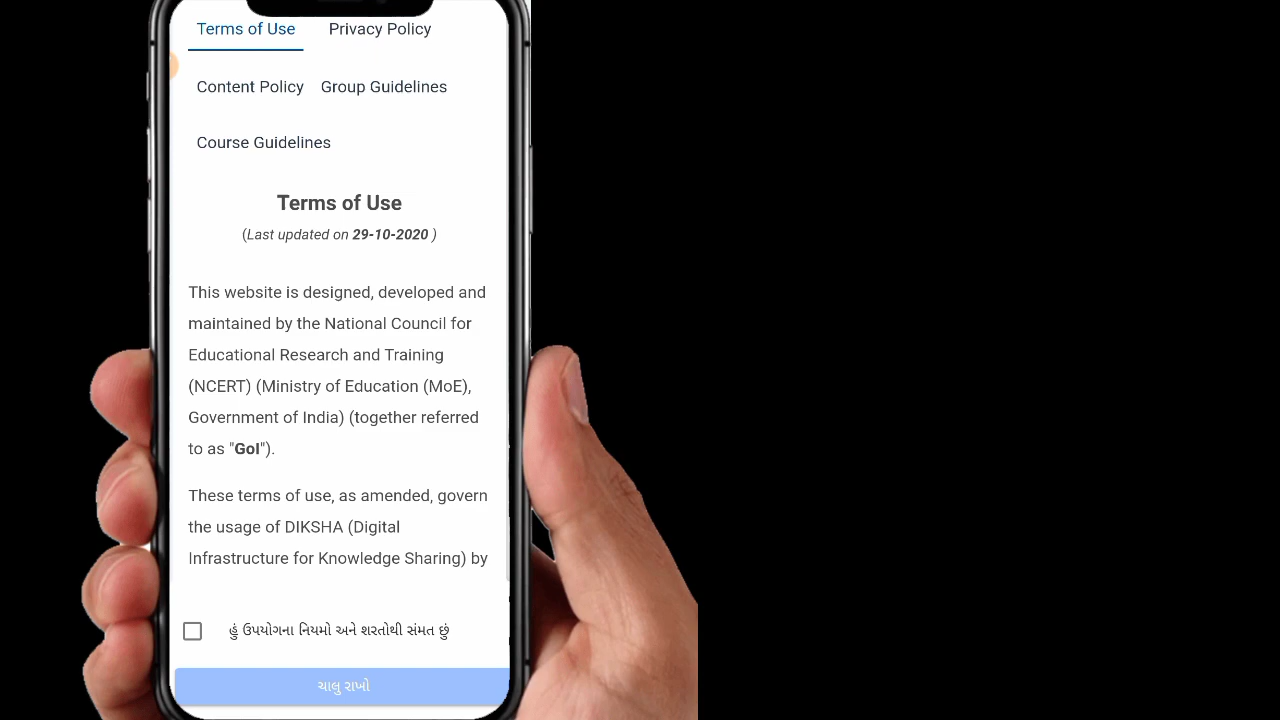 Terms of Use Privacy Policy
Content Policy Group Guidelines
Course Guidelines
Terms of Use
(Last updated on 29-10-2020 )
This website is designed, developed and
maintained by the National Council for
Educational Research and Training
(NCERT) (Ministry of Education (MoE),
Government of India) (together referred
to as "GoI").
These terms of use, as amended, govern
the usage of DIKSHA (Digital
Infrastructure for Knowledge Sharing) by
હું ઉપયોગના નિયમો અને શરતોથી સંમત છું
ચાલુ રાખો